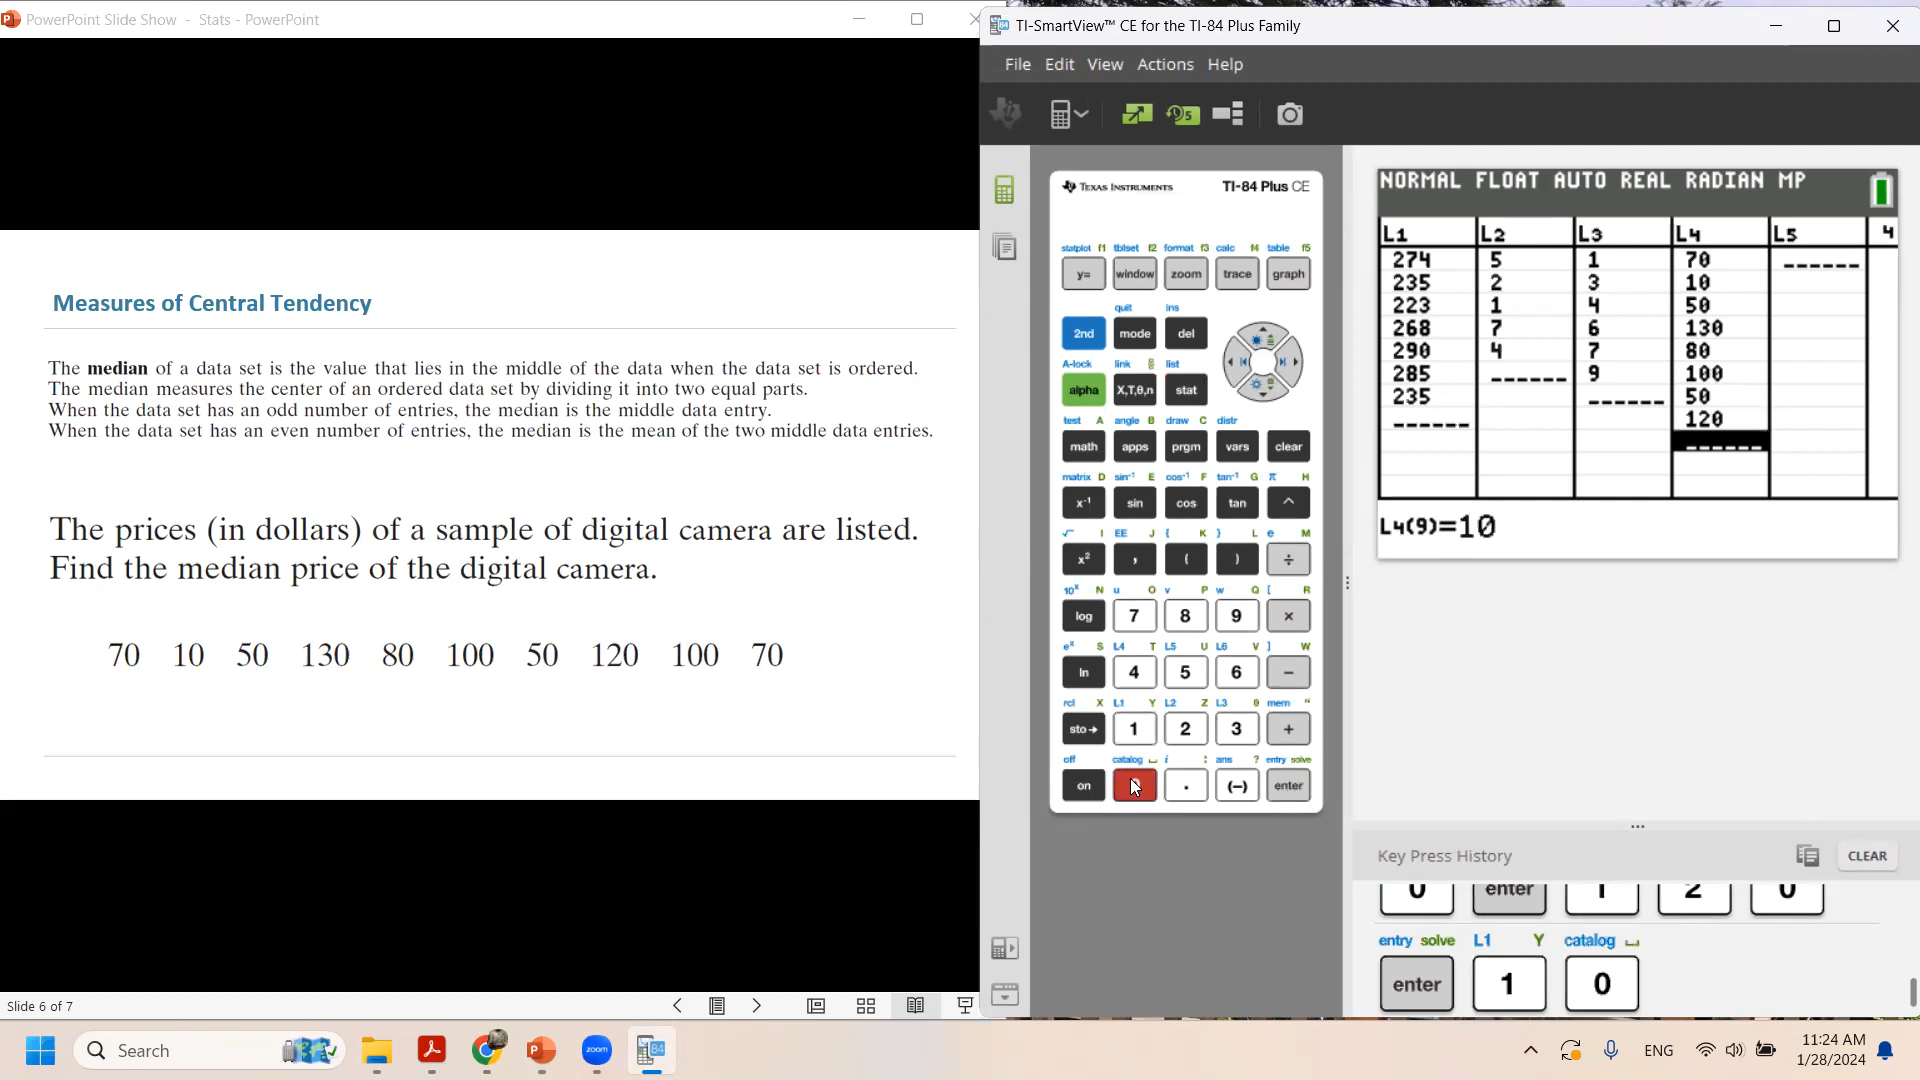 PowerPoint Slide Show - Stats - PowerPoint
Measures of Central Tendency
The median of a data set is the value that lies in the middle of the data when the data set is ordered.
The median measures the center of an ordered data set by dividing it into two equal parts.
When the data set has an odd number of entries, the median is the middle data entry.
When the data set has an even number of entries, the median is the mean of the two middle data entries.
The prices (in dollars) of a sample of digital camera are listed.
Find the median price of the digital camera.
70 10 50 130 80 100 50 120 100 70
Slide 6 of 7
TI-SmartView™ CE for the TI-84 Plus Family
File Edit View Actions Help
TEXAS INSTRUMENTS TI-84 Plus CE
statplot f1 tblset f2 format f3 calc f4 table f5
y= window zoom trace graph
quit ins
2nd mode del
A-lock link list
alpha X,T,θ,n stat
test A angle B draw C distr
math apps prgm vars clear
matrix D sin⁻¹ E cos⁻¹ F tan⁻¹ G π H
x⁻¹ sin cos tan ^
√ I EE J { K } L e M
x² , ( ) ÷
10ˣ N u O v P w Q [ R
log 7 8 9 ×
eˣ S L4 T L5 U L6 V ] W
ln 4 5 6 −
rcl X L1 Y L2 Z L3 θ mem "
sto→ 1 2 3 +
off catalog i : ans ? entry solve
on . (−) enter
NORMAL FLOAT AUTO REAL RADIAN MP
L1 L2 L3 L4 L5 4
274 5 1 70 ------
235 2 3 10
223 1 4 50
268 7 6 130
290 4 7 80
285 ------ 9 100
235 ------ 50
------ 120
------
L4(9)=10
Key Press History CLEAR
0 enter 1 2 0
entry solve L1 Y catalog
enter 1 0
Search
zoom
84
ENG
11:24 AM
1/28/2024